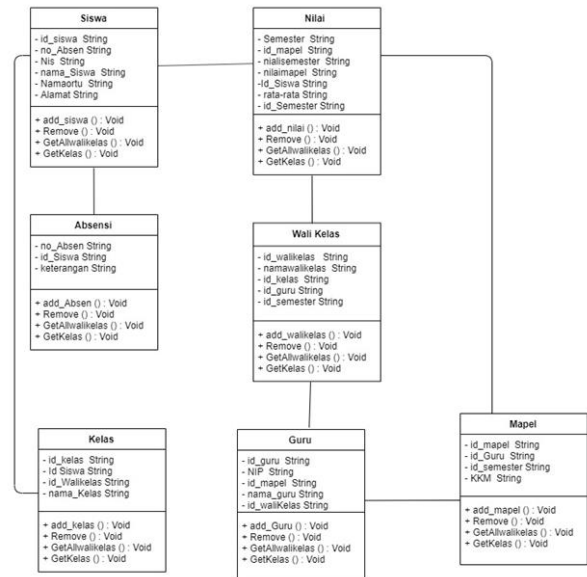 Siswa
- id_siswa String
- no_Absen String
- Nis String
- nama_Siswa String
- Namaortu String
- Alamat String
+ add_siswa () : Void
+ Remove () : Void
+ GetAllwalikelas () : Void
+ GetKelas () : Void
Nilai
- Semester String
- id_mapel String
- nialisemester String
- nilaimapel String
-Id_Siswa String
- rata-rata String
- id_Semester String
+ add_nilai () : Void
+ Remove () : Void
+ GetAllwalikelas () : Void
+ GetKelas () : Void
Absensi
- no_Absen String
- id_Siswa String
- keterangan String
+ add_Absen () : Void
+ Remove () : Void
+ GetAllwalikelas () : Void
+ GetKelas () : Void
Wali Kelas
- id_walikelas String
- namawalikelas String
- id_kelas String
- id_guru String
- id_semester String
+ add_walikelas () : Void
+ Remove () : Void
+ GetAllwalikelas () : Void
+ GetKelas () : Void
Kelas
- id_kelas String
- Id Siswa String
- id_Walikelas String
- nama_Kelas String
+ add_kelas () : Void
+ Remove () : Void
+ GetAllwalikelas () : Void
+ GetKelas () : Void
Guru
- id_guru String
- NIP String
- id_mapel String
- nama_guru String
- id_waliKelas String
+ add_Guru () : Void
+ Remove () : Void
+ GetAllwalikelas () : Void
+ GetKelas () : Void
Mapel
- id_mapel String
- id_Guru String
- id_semester String
- KKM String
+ add_mapel () : Void
+ Remove () : Void
+ GetAllwalikelas () : Void
+ GetKelas () : Void